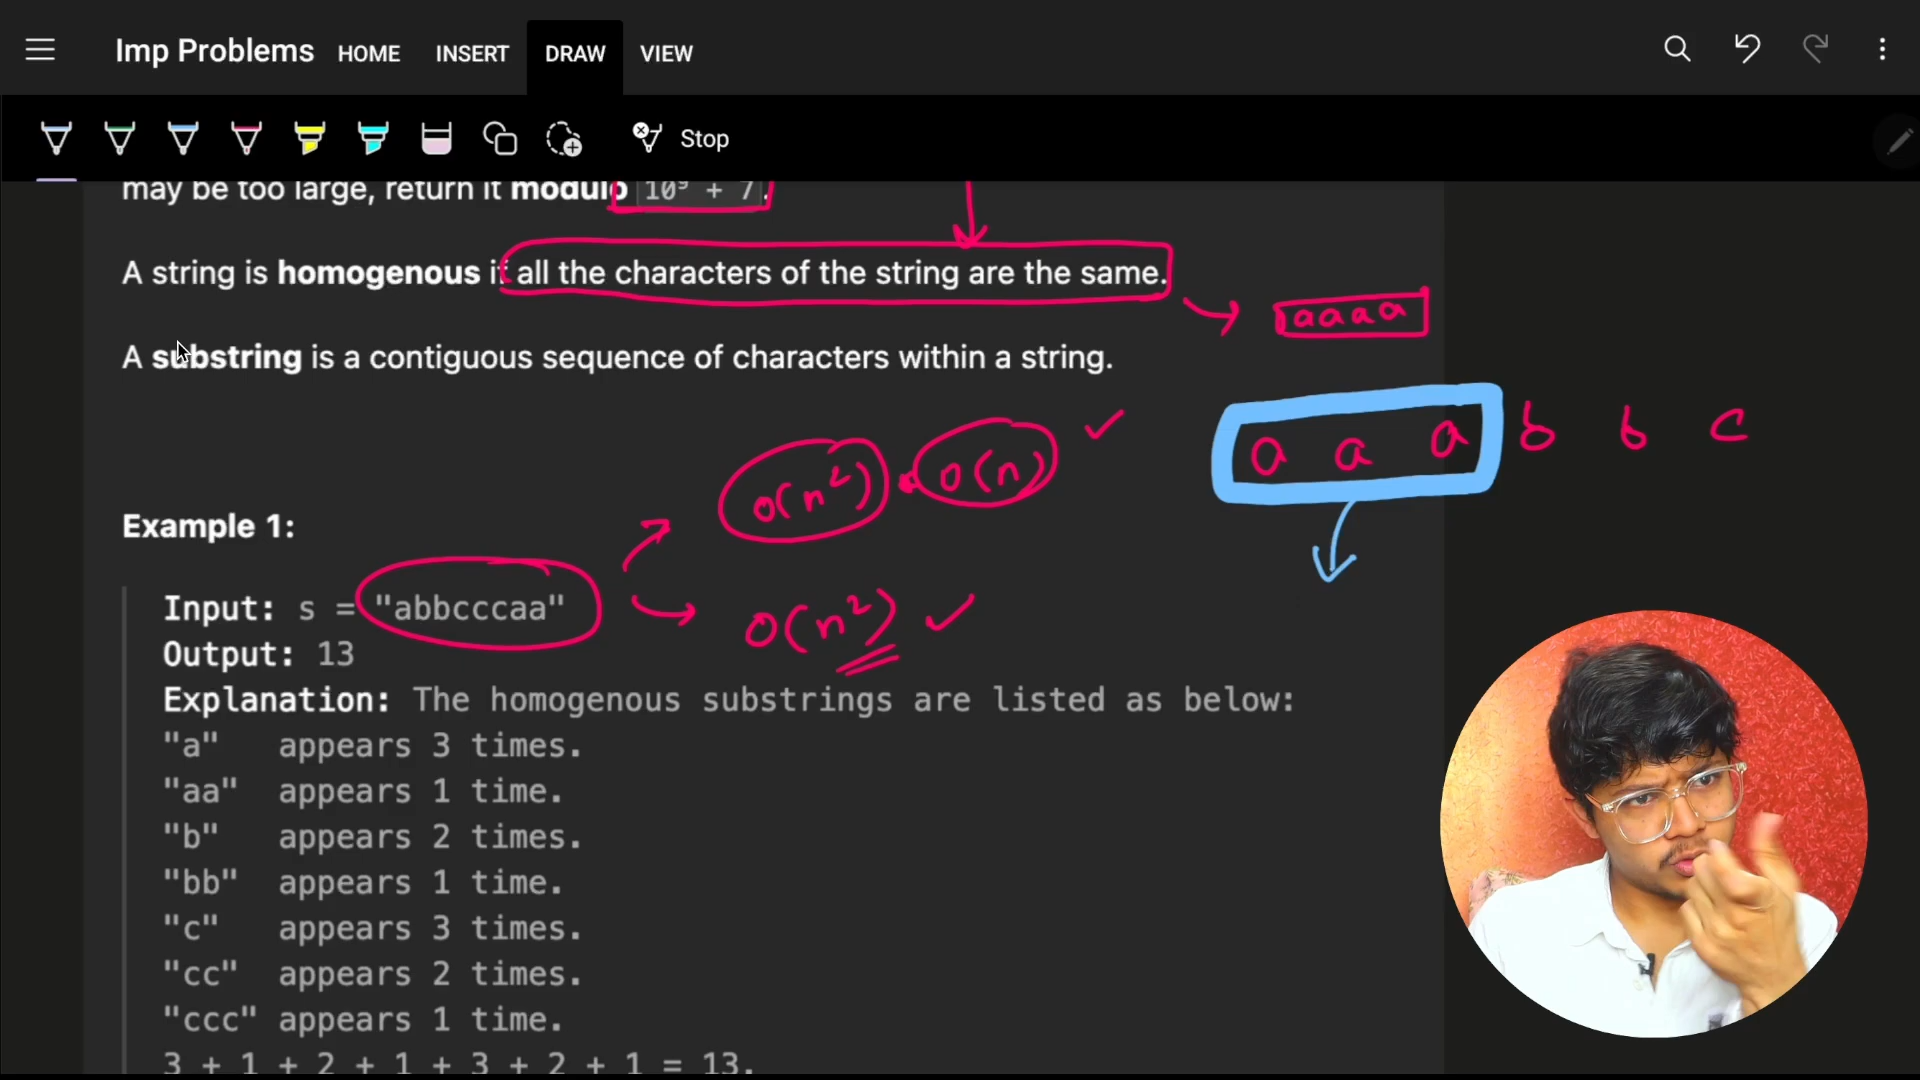 Imp Problems HOME INSERT DRAW VIEW
Stop
may be too large, return it modulo 10⁹ + 7.
A string is homogenous if all the characters of the string are the same.
aaaa
A substring is a contiguous sequence of characters within a string.
a a a b b c
O(n²) · O(n)
Example 1:
Input: s = "abbcccaa"
O(n²)
Output: 13
Explanation: The homogenous substrings are listed as below:
"a" appears 3 times.
"aa" appears 1 time.
"b" appears 2 times.
"bb" appears 1 time.
"c" appears 3 times.
"cc" appears 2 times.
"ccc" appears 1 time.
3 + 1 + 2 + 1 + 3 + 2 + 1 = 13.